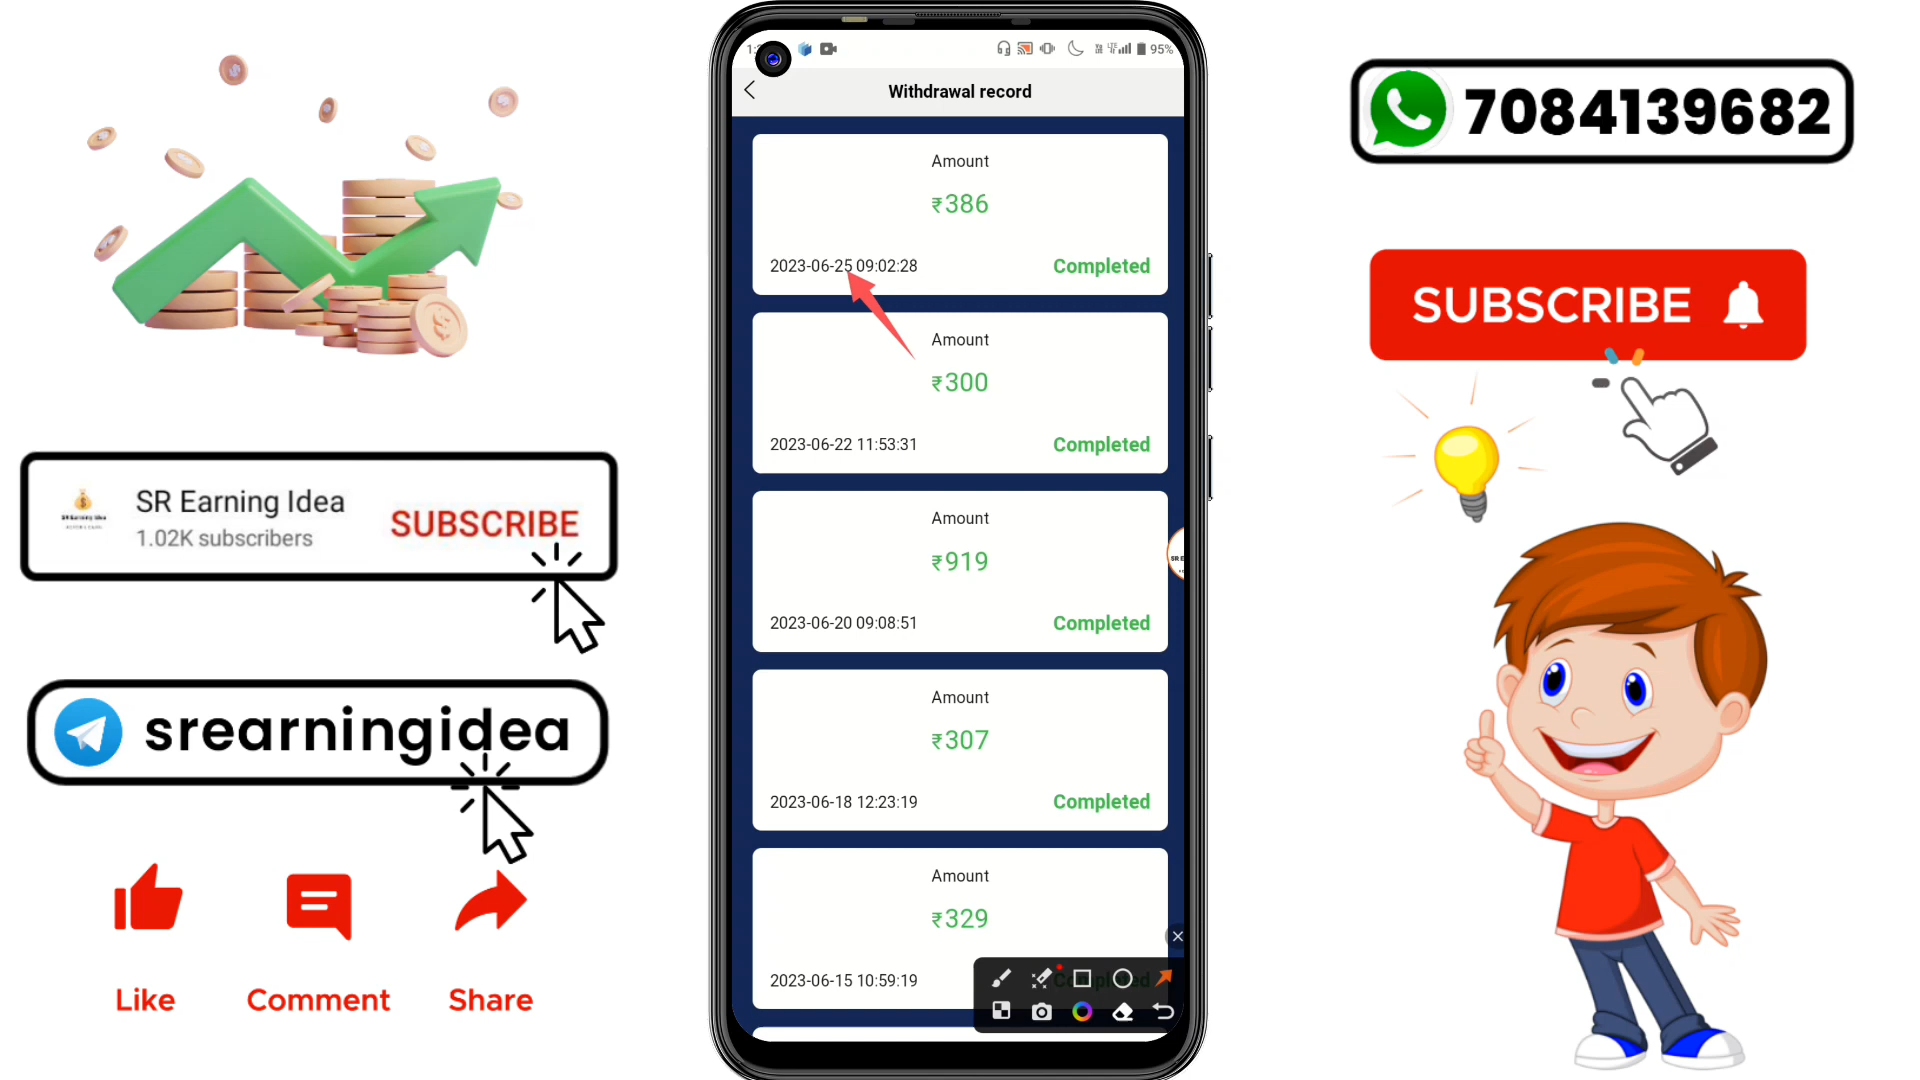 95%
Withdrawal record
Amount
₹386
2023-06-25 09:02:28
Completed
Amount
₹300
2023-06-22 11:53:31
Completed
Amount
₹919
2023-06-20 09:08:51
Completed
Amount
₹307
2023-06-18 12:23:19
Completed
Amount
₹329
2023-06-15 10:59:19
SR Earning Idea
1.02K subscribers
SUBSCRIBE
srearningidea
Like
Comment
Share
7084139682
SUBSCRIBE